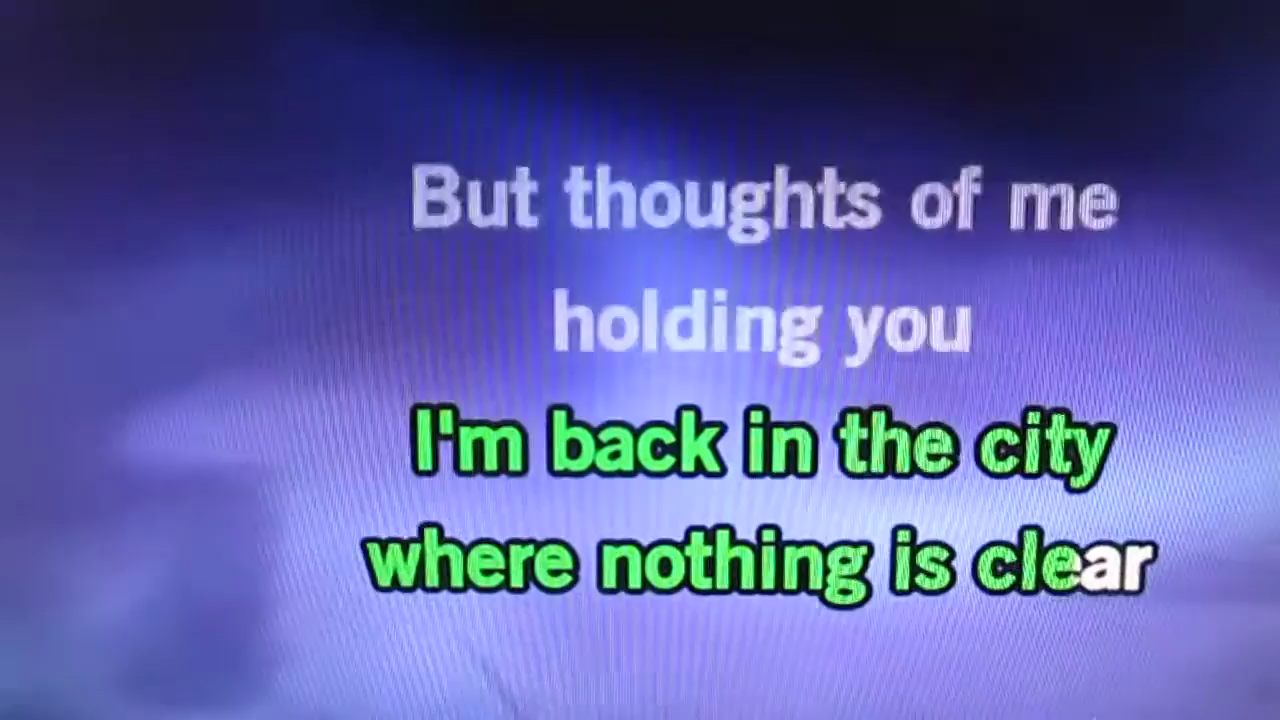 But thoughts of me
holding you
I'm back in the city
where nothing is clear